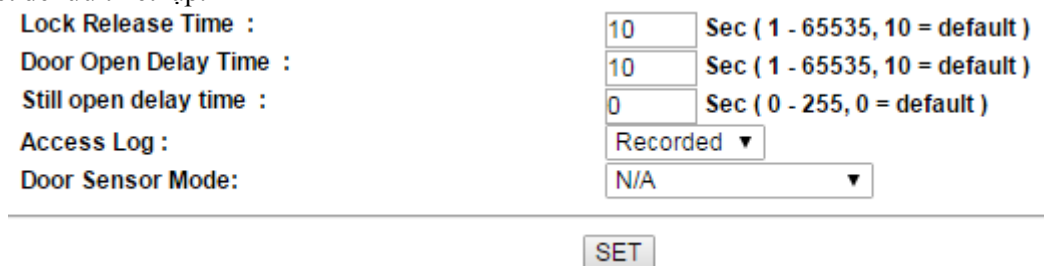 Lock Release Time : 10 Sec ( 1 - 65535, 10 = default )
Door Open Delay Time : 10 Sec ( 1 - 65535, 10 = default )
Still open delay time : 0 Sec ( 0 - 255, 0 = default )
Access Log : Recorded ▼
Door Sensor Mode: N/A ▼
SET